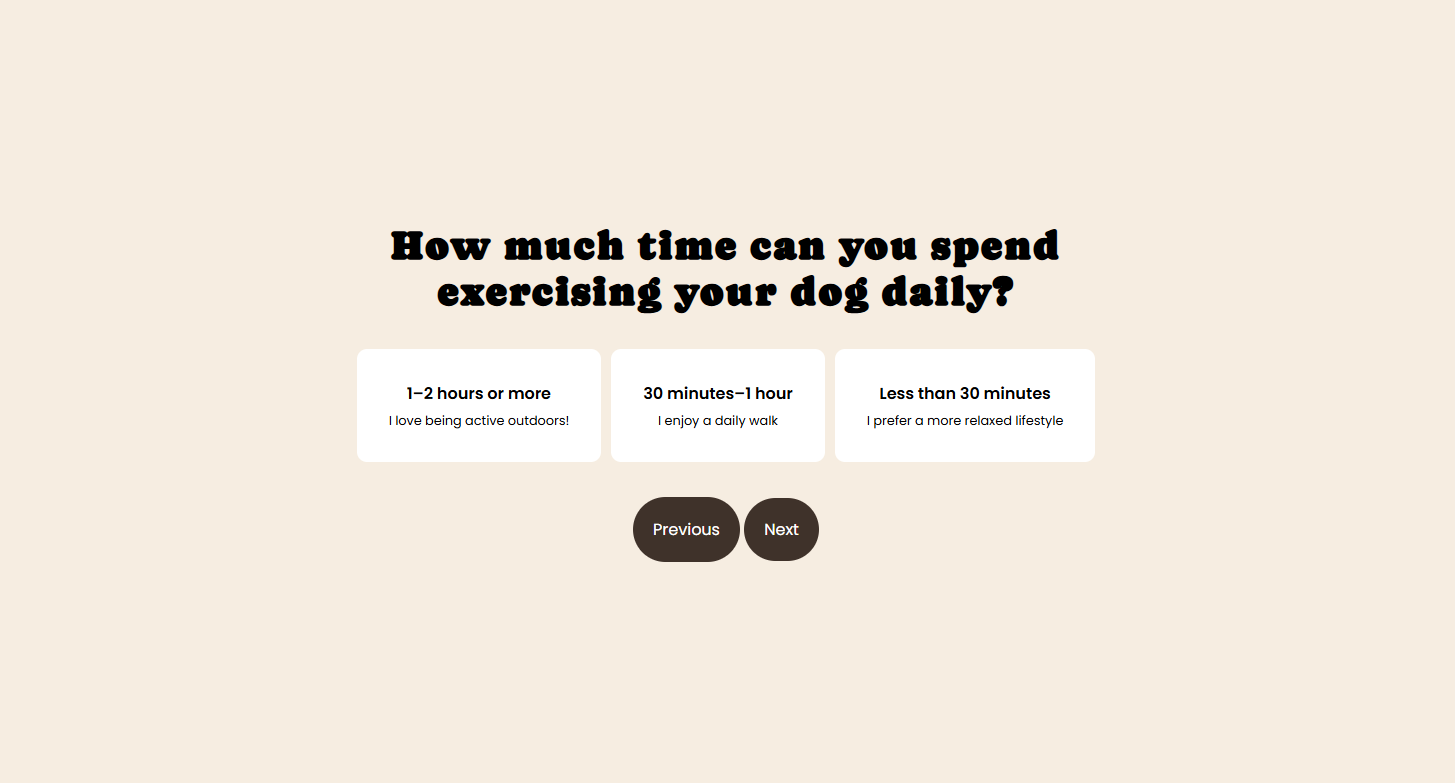 How much time can you spend
exercising your dog daily?
1–2 hours or more
I love being active outdoors!
30 minutes–1 hour
I enjoy a daily walk
Less than 30 minutes
I prefer a more relaxed lifestyle
Previous
Next